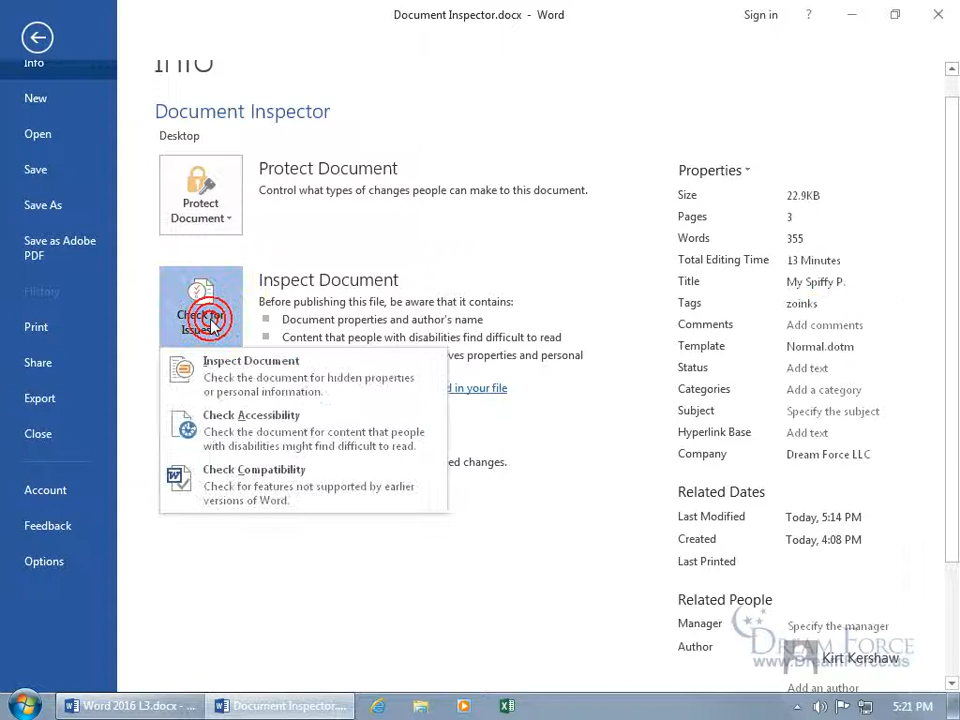 Document Inspector.docx - Word
Sign in
?
Info
New
Open
Save
Save As
Save as Adobe
PDF
History
Print
Share
Export
Close
Account
Feedback
Options
Info
Document Inspector
Desktop
Protect
Document
Protect Document
Control what types of changes people can make to this document.
Check for
Issues
Inspect Document
Before publishing this file, be aware that it contains:
Document properties and author's name
Content that people with disabilities find difficult to read
properties and personal
in your file
changes.
Inspect Document
Check the document for hidden properties
or personal information.
Check Accessibility
Check the document for content that people
with disabilities might find difficult to read.
Check Compatibility
Check for features not supported by earlier
versions of Word.
Properties
Size 22.9KB
Pages 3
Words 355
Total Editing Time 13 Minutes
Title My Spiffy P.
Tags zoinks
Comments Add comments
Template Normal.dotm
Status Add text
Categories Add a category
Subject Specify the subject
Hyperlink Base Add text
Company Dream Force LLC
Related Dates
Last Modified Today, 5:14 PM
Created Today, 4:08 PM
Last Printed
Related People
Manager Specify the manager
Author Kirt Kershaw
Add an author
DREAM FORCE
www.DreamForce.us
Word 2016 L3.docx - ...
Document Inspector....
5:21 PM